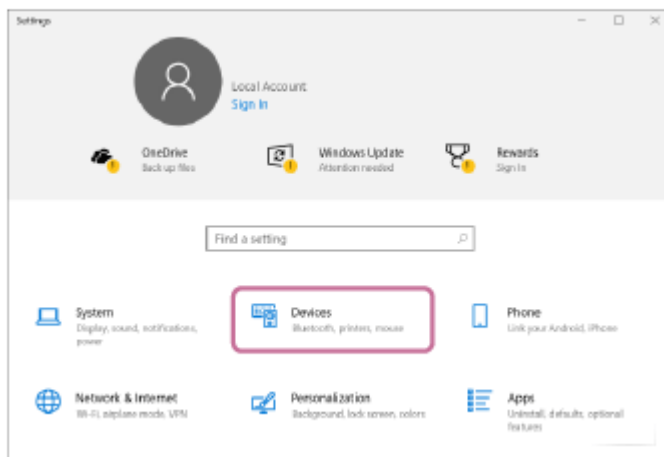 Settings
Local Account
Sign In
OneDrive
Back up files
Windows Update
Attention needed
Rewards
Sign In
Find a setting
System
Display, sound, notifications,
power
Devices
Bluetooth, printers, mouse
Phone
Link your Android, iPhone
Network & Internet
Wi-Fi, airplane mode, VPN
Personalization
Background, lock screen, colors
Apps
Uninstall, defaults, optional
features